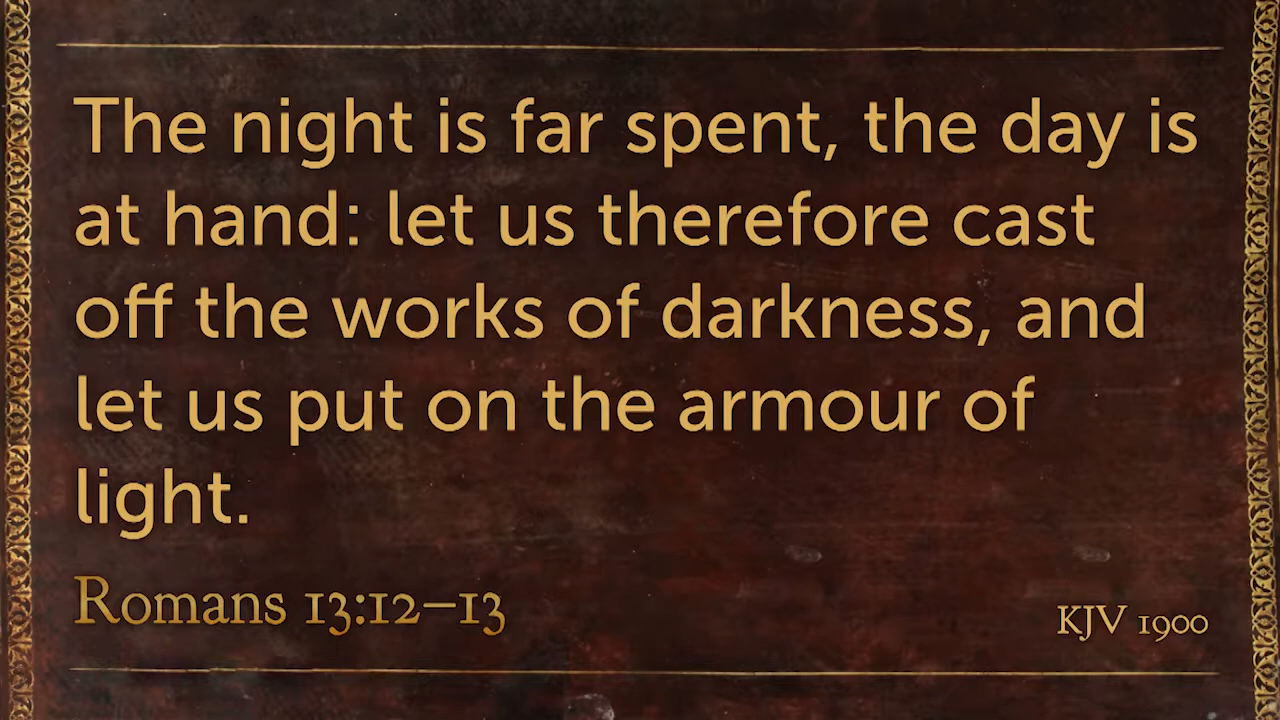 The night is far spent, the day is
at hand: let us therefore cast
off the works of darkness, and
let us put on the armour of
light.
Romans 13:12–13
KJV 1900